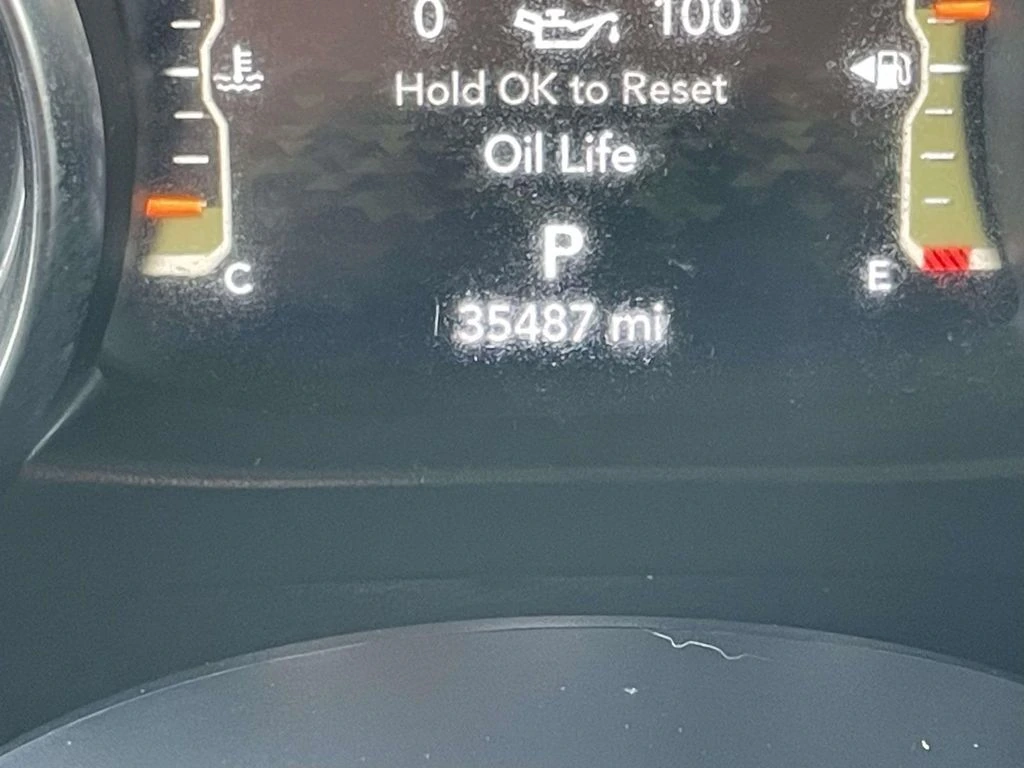 0 100
Hold OK to Reset
Oil Life
P
C E
35487 mi